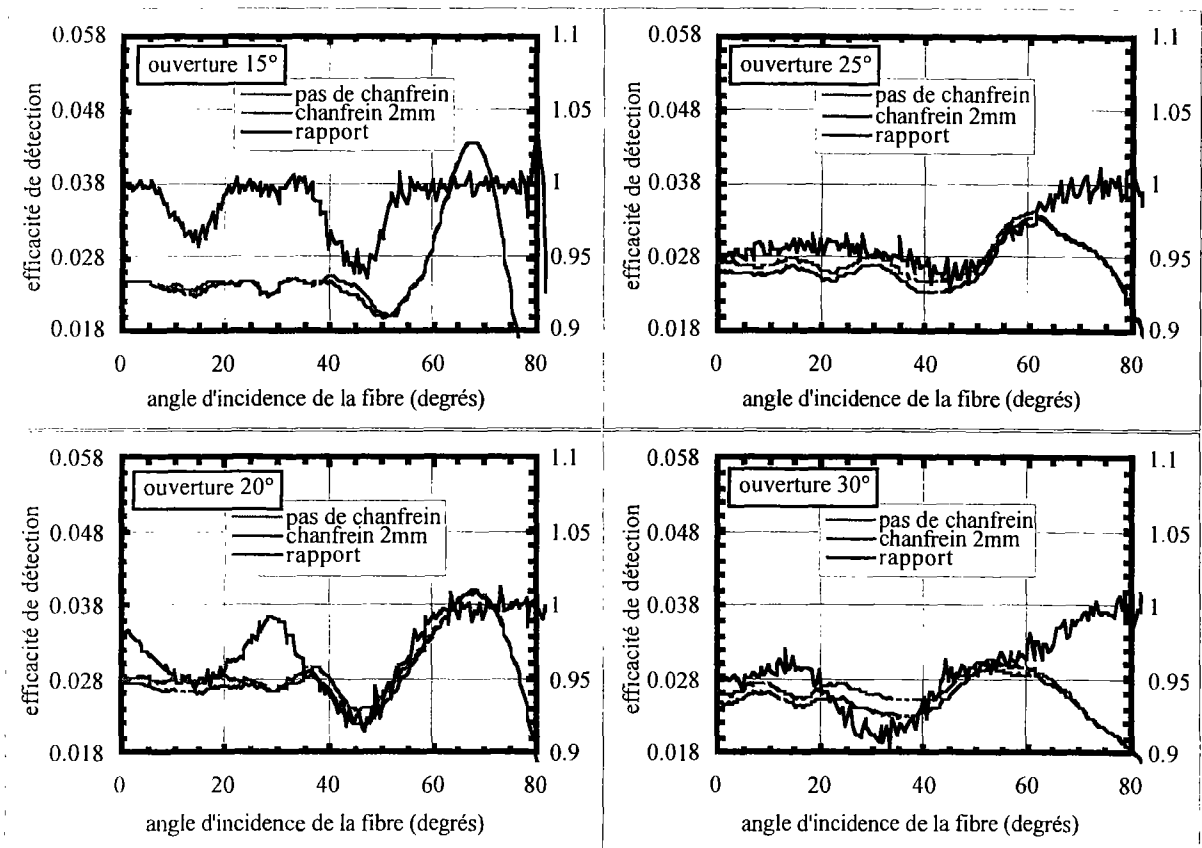 0.058
0.048
0.038
0.028
0.018
efficacité de détection
ouverture 15°
pas de chanfrein
chanfrein 2mm
rapport
1.1
1.05
1
0.95
0.9
0
20
40
60
80
angle d'incidence de la fibre (degrés)
0.058
0.048
0.038
0.028
0.018
efficacité de détection
ouverture 25°
pas de chanfrein
chanfrein 2mm
rapport
1.1
1.05
1
0.95
0.9
0
20
40
60
80
angle d'incidence de la fibre (degrés)
0.058
0.048
0.038
0.028
0.018
efficacité de détection
ouverture 20°
pas de chanfrein
chanfrein 2mm
rapport
1.1
1.05
1
0.95
0.9
0
20
40
60
80
angle d'incidence de la fibre (degrés)
0.058
0.048
0.038
0.028
0.018
efficacité de détection
ouverture 30°
pas de chanfrein
chanfrein 2mm
rapport
1.1
1.05
1
0.95
0.9
0
20
40
60
80
angle d'incidence de la fibre (degrés)